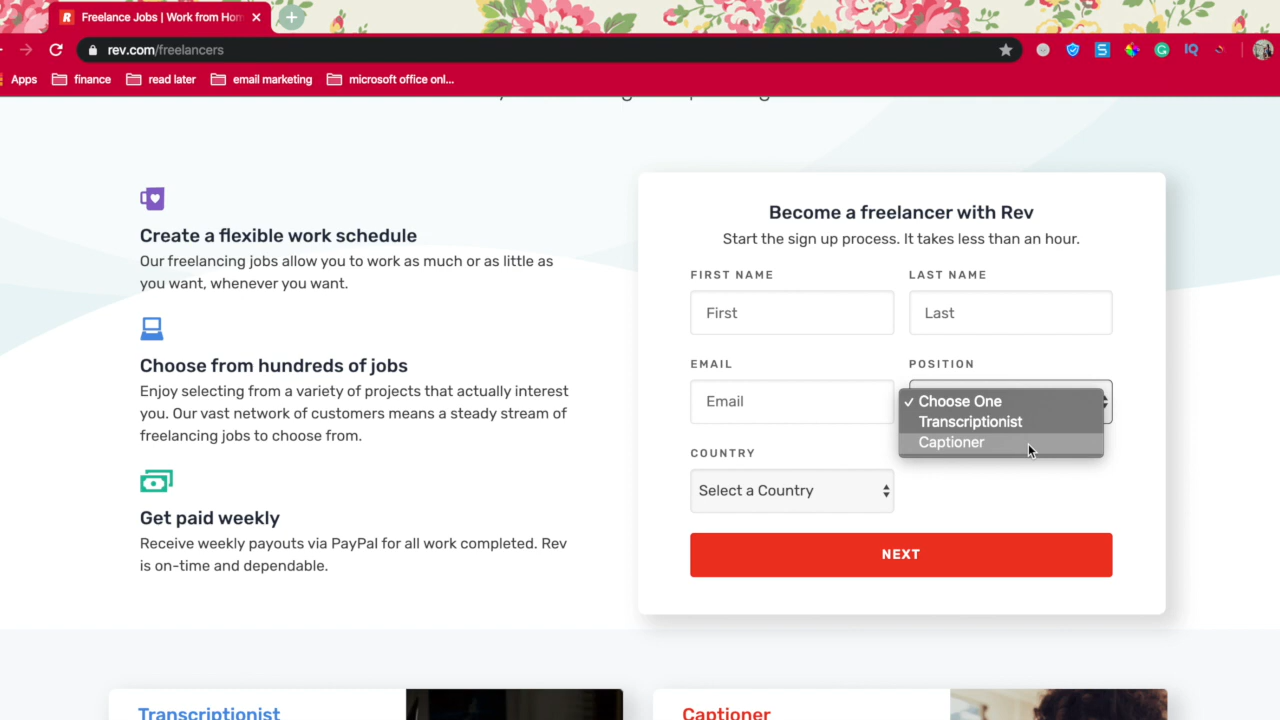 Freelance Jobs | Work from Hom
rev.com/freelancers
Apps
finance
read later
email marketing
microsoft office onl...
Create a flexible work schedule
Our freelancing jobs allow you to work as much or as little as
you want, whenever you want.
Choose from hundreds of jobs
Enjoy selecting from a variety of projects that actually interest
you. Our vast network of customers means a steady stream of
freelancing jobs to choose from.
Get paid weekly
Receive weekly payouts via PayPal for all work completed. Rev
is on-time and dependable.
Become a freelancer with Rev
Start the sign up process. It takes less than an hour.
FIRST NAME
LAST NAME
First
Last
EMAIL
POSITION
Email
✓ Choose One
Transcriptionist
Captioner
COUNTRY
Select a Country
NEXT
Transcriptionist
Captioner